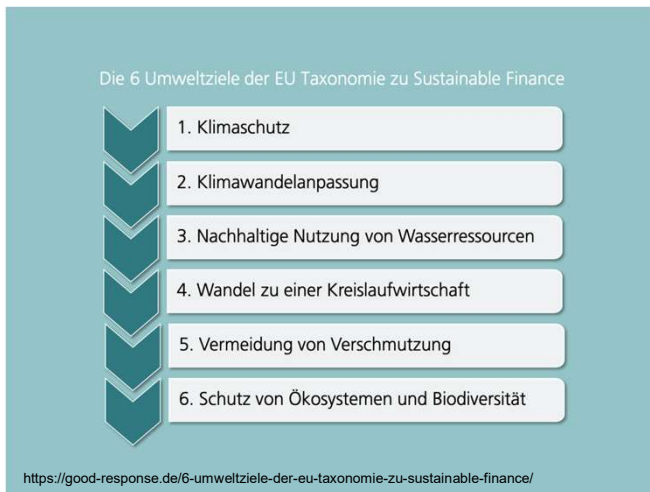 Die 6 Umweltziele der EU Taxonomie zu Sustainable Finance
1. Klimaschutz
2. Klimawandelanpassung
3. Nachhaltige Nutzung von Wasserressourcen
4. Wandel zu einer Kreislaufwirtschaft
5. Vermeidung von Verschmutzung
6. Schutz von Ökosystemen und Biodiversität
https://good-response.de/6-umweltziele-der-eu-taxonomie-zu-sustainable-finance/